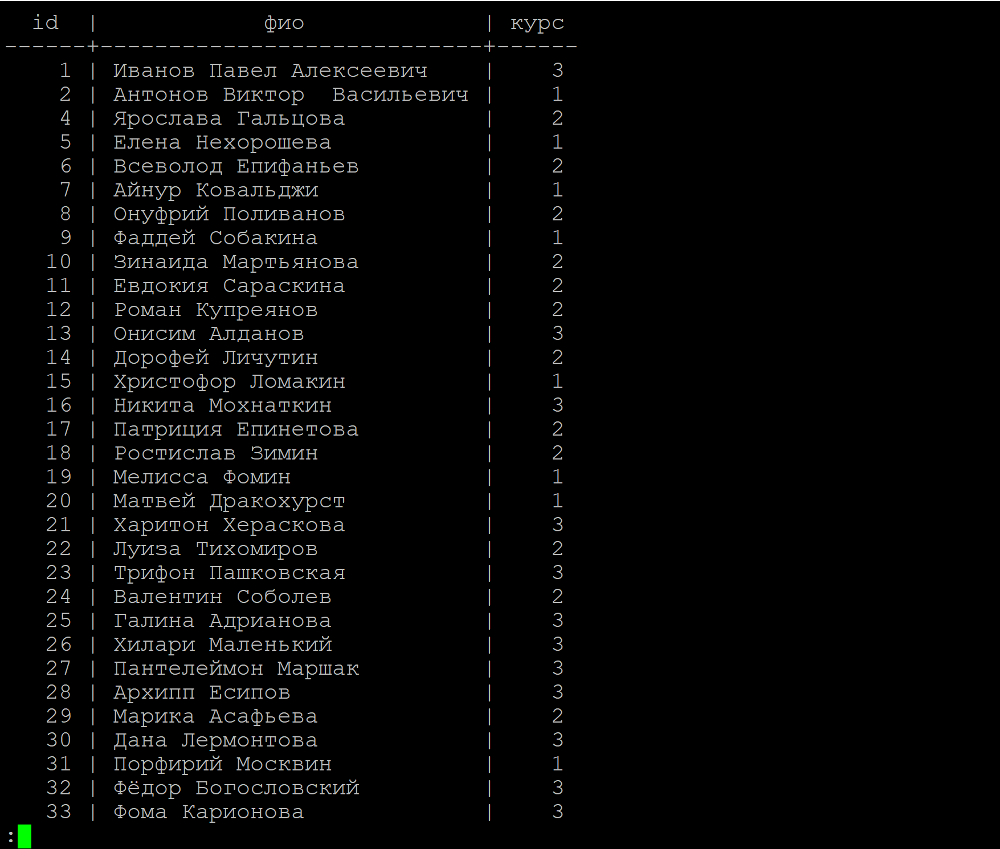 id | фио | курс
------+----------------------------+------
1 | Иванов Павел Алексеевич | 3
2 | Антонов Виктор  Васильевич | 1
4 | Ярослава Гальцова | 2
5 | Елена Нехорошева | 1
6 | Всеволод Епифаньев | 2
7 | Айнур Ковальджи | 1
8 | Онуфрий Поливанов | 2
9 | Фаддей Собакина | 1
10 | Зинаида Мартьянова | 2
11 | Евдокия Сараскина | 2
12 | Роман Купреянов | 2
13 | Онисим Алданов | 3
14 | Дорофей Личутин | 2
15 | Христофор Ломакин | 1
16 | Никита Мохнаткин | 3
17 | Патриция Епинетова | 2
18 | Ростислав Зимин | 2
19 | Мелисса Фомин | 1
20 | Матвей Дракохурст | 1
21 | Харитон Хераскова | 3
22 | Луиза Тихомиров | 2
23 | Трифон Пашковская | 3
24 | Валентин Соболев | 2
25 | Галина Адрианова | 3
26 | Хилари Маленький | 3
27 | Пантелеймон Маршак | 3
28 | Архипп Есипов | 3
29 | Марика Асафьева | 2
30 | Дана Лермонтова | 3
31 | Порфирий Москвин | 1
32 | Фёдор Богословский | 3
33 | Фома Карионова | 3
: